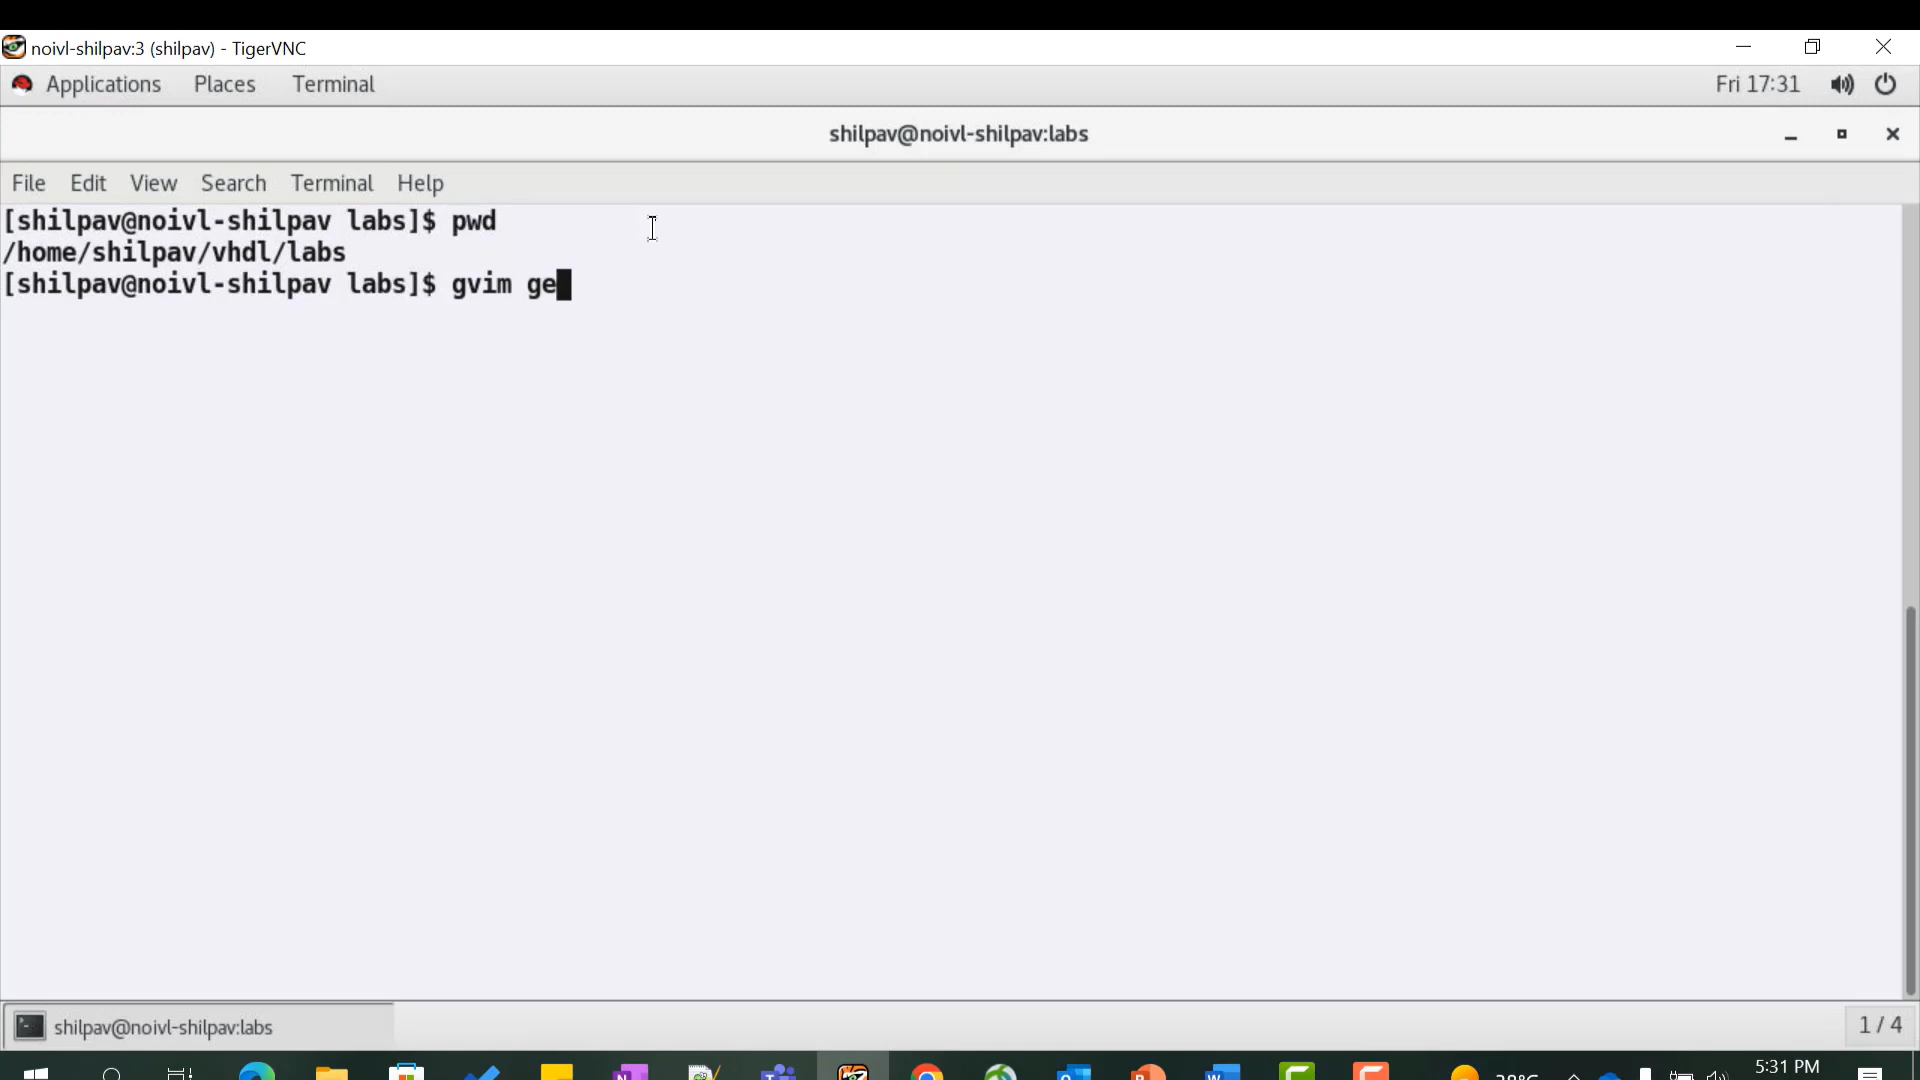 noivl-shilpav:3 (shilpav) - TigerVNC
Applications Places Terminal Fri 17:31
shilpav@noivl-shilpav:labs
File Edit View Search Terminal Help
[shilpav@noivl-shilpav labs]$ pwd
/home/shilpav/vhdl/labs
[shilpav@noivl-shilpav labs]$ gvim ge
shilpav@noivl-shilpav:labs 1 / 4
5:31 PM